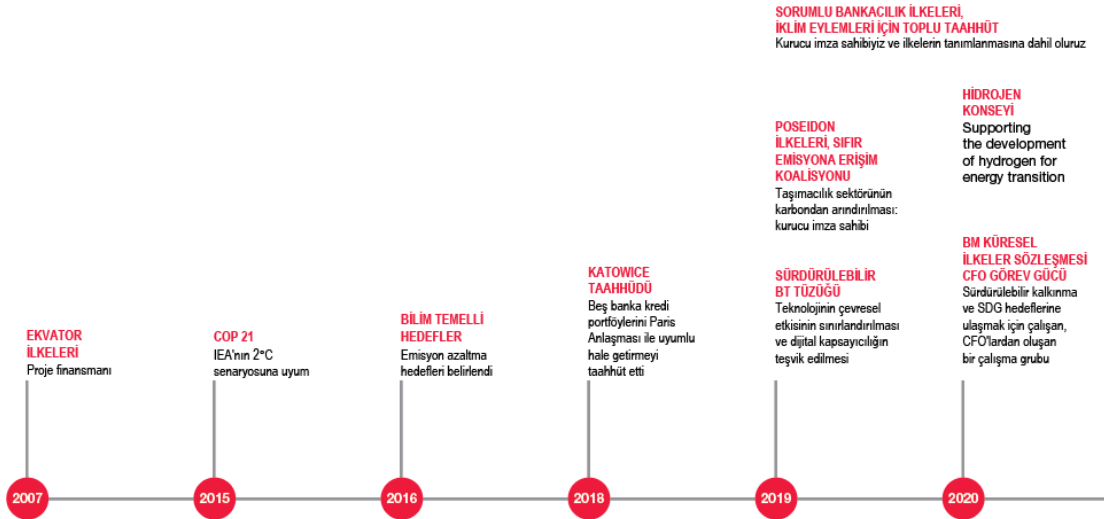 SORUMLU BANKACILIK İLKELERİ,
İKLİM EYLEMLERİ İÇİN TOPLU TAAHHÜT
Kurucu imza sahibiyiz ve ilkelerin tanımlanmasına dahil oluruz
HİDROJEN
KONSEYİ
Supporting
the development
of hydrogen for
energy transition
POSEIDON
İLKELERİ, SIFIR
EMİSYONA ERİŞİM
KOALİSYONU
Taşımacılık sektörünün
karbondan arındırılması:
kurucu imza sahibi
BM KÜRESEL
İLKELER SÖZLEŞMESİ
CFO GÖREV GÜCÜ
Sürdürülebilir kalkınma
ve SDG hedeflerine
ulaşmak için çalışan,
CFO'lardan oluşan
bir çalışma grubu
KATOWICE
TAAHHÜDÜ
Beş banka kredi
portföylerini Paris
Anlaşması ile uyumlu
hale getirmeyi
taahhüt etti
SÜRDÜRÜLEBİLİR
BT TÜZÜĞÜ
Teknolojinin çevresel
etkisinin sınırlandırılması
ve dijital kapsayıcılığın
teşvik edilmesi
BİLİM TEMELLİ
HEDEFLER
Emisyon azaltma
hedefleri belirlendi
EKVATOR
İLKELERİ
Proje finansmanı
COP 21
IEA'nın 2°C
senaryosuna uyum
2007
2015
2016
2018
2019
2020